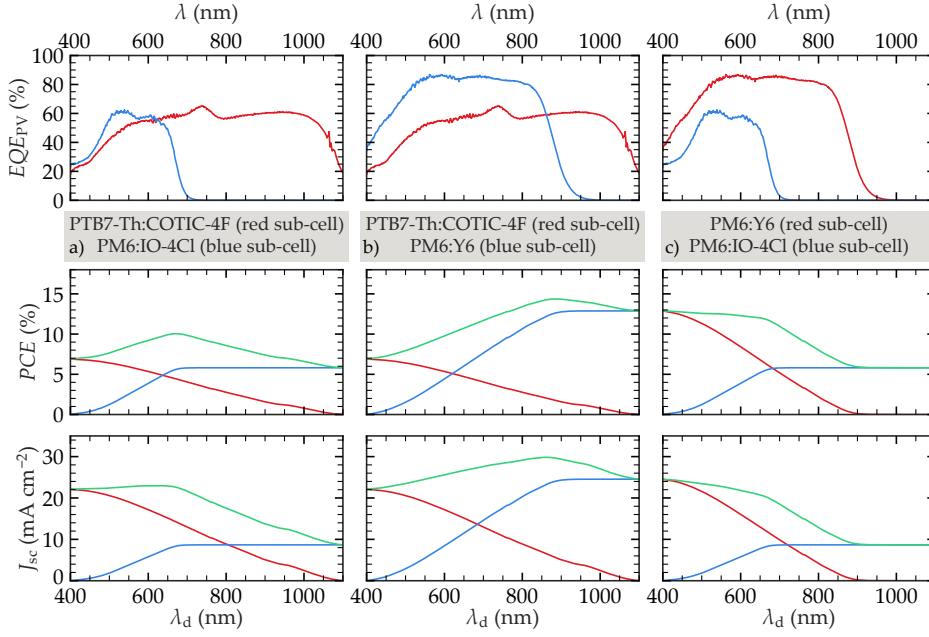 λ (nm) λ (nm) λ (nm)
400 600 800 1000 400 600 800 1000 400 600 800 1000
100
80
60
40
20
0
EQE_PV (%)
PTB7-Th:COTIC-4F (red sub-cell)
a) PM6:IO-4Cl (blue sub-cell)
PTB7-Th:COTIC-4F (red sub-cell)
b) PM6:Y6 (blue sub-cell)
PM6:Y6 (red sub-cell)
c) PM6:IO-4Cl (blue sub-cell)
15
10
5
0
PCE (%)
30
20
10
0
J_sc (mA cm⁻²)
400 600 800 1000 400 600 800 1000 400 600 800 1000
λ_d (nm) λ_d (nm) λ_d (nm)